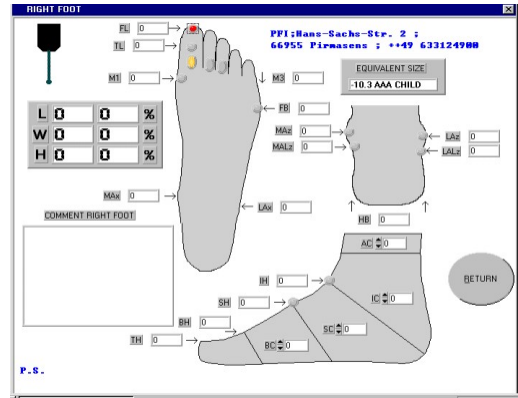 RIGHT FOOT
FL 0
TL 0
PFI;Hans-Sachs-Str. 2 ;
66955 Pirmasens ; ++49 633124900
EQUIVALENT SIZE
-10.3 AAA CHILD
M1 0
M3 0
FB 0
L 0 0 %
W 0 0 %
H 0 0 %
MAz 0
MALz 0
LAz 0
LALz 0
MAx 0
LAx 0
HB 0
COMMENT RIGHT FOOT
AC 0
IH 0
IC 0
RETURN
SH 0
BH 0
SC 0
TH 0
BC 0
P.S.